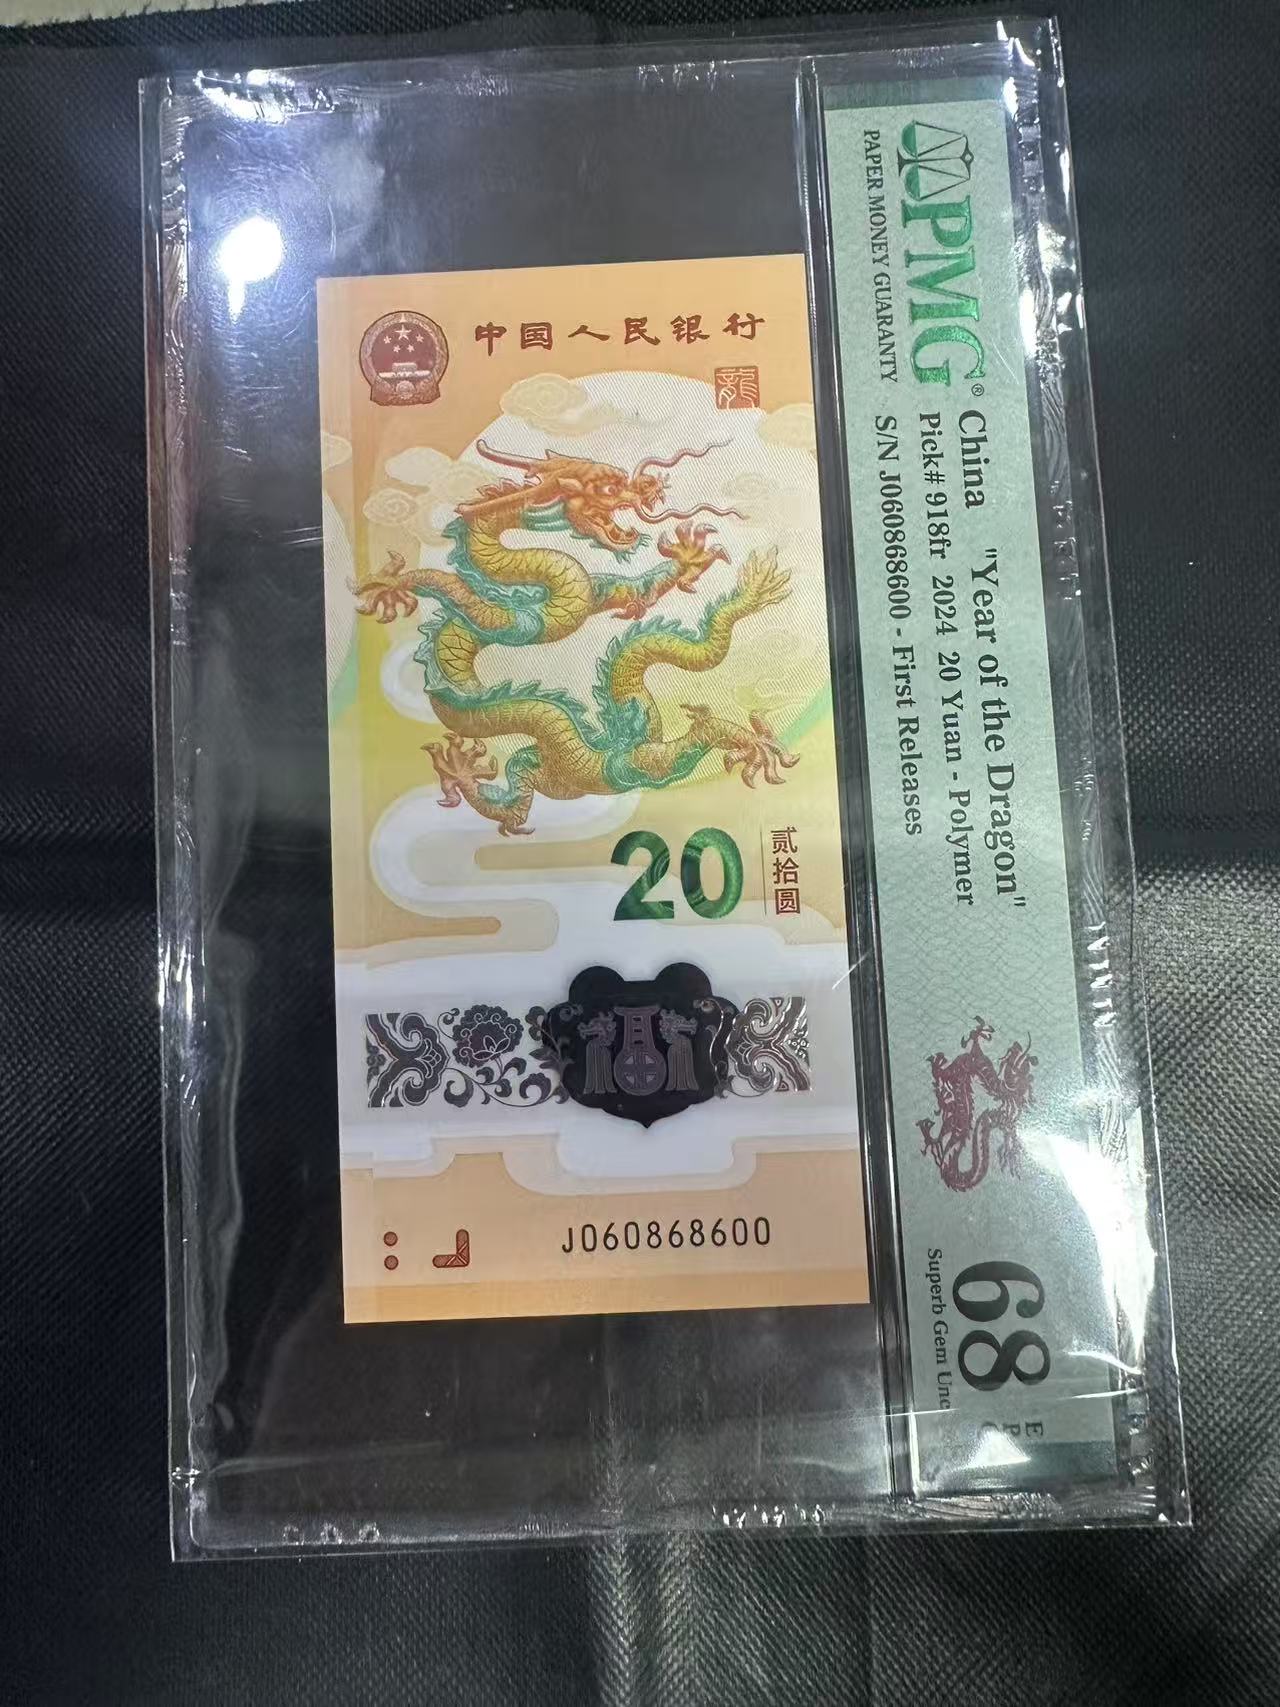 中国人民银行
龍
20
贰拾圆
J060868600
PMG®
PAPER MONEY GUARANTY
China "Year of the Dragon"
Pick# 918fr 2024 20 Yuan - Polymer
S/N J060868600 - First Releases
68 E
P
Superb Gem Unc